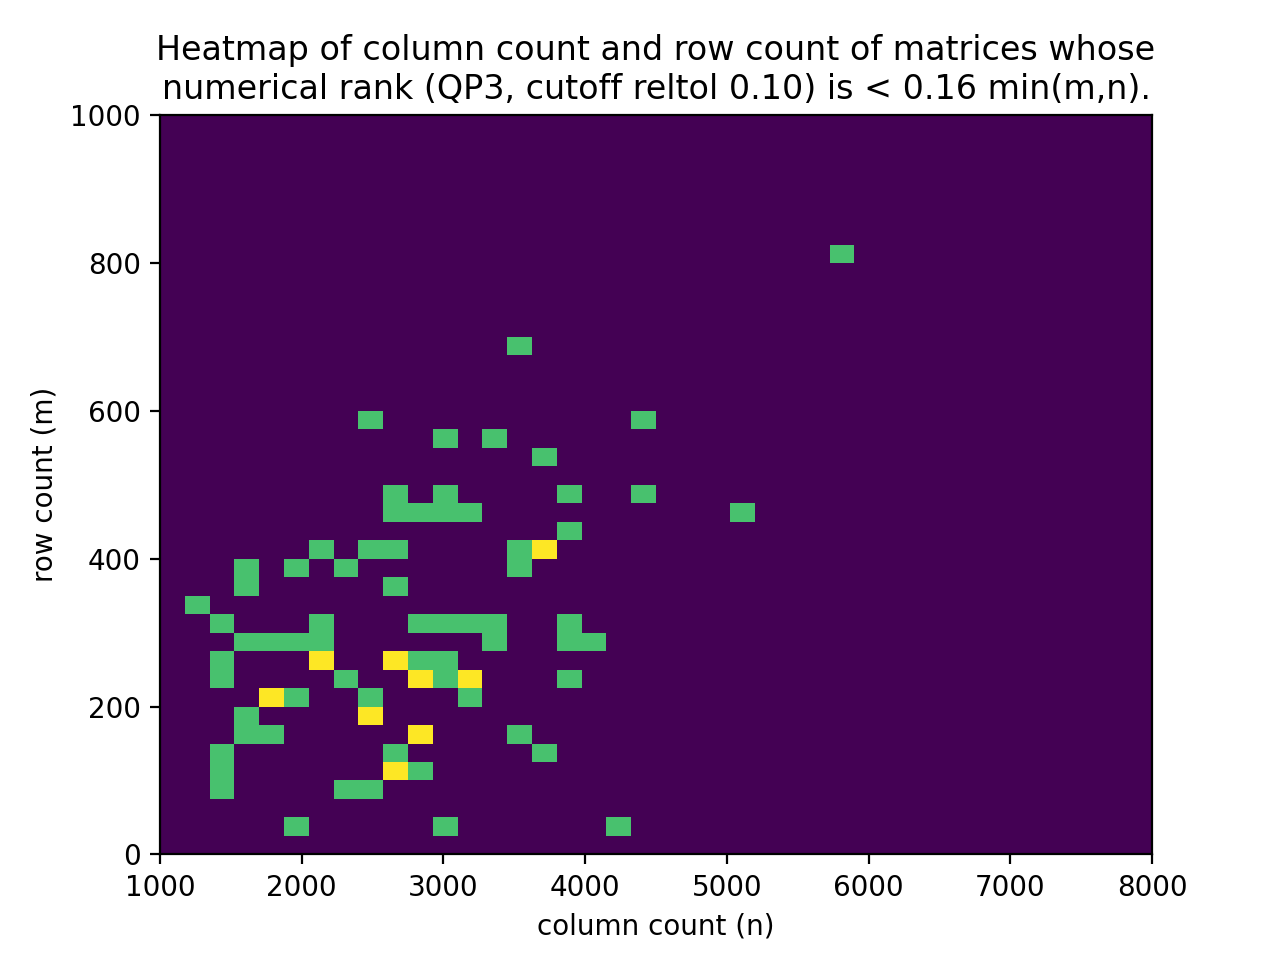 Heatmap of column count and row count of matrices whose
numerical rank (QP3, cutoff reltol 0.10) is < 0.16 min(m,n).
1000
800
600
400
200
0
row count (m)
1000 2000 3000 4000 5000 6000 7000 8000
column count (n)